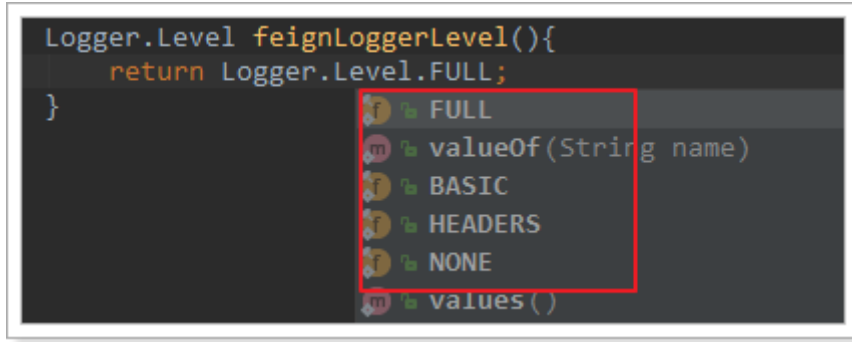 Logger.Level feignLoggerLevel(){
return Logger.Level.FULL;
}
f FULL
m valueOf(String name)
f BASIC
f HEADERS
f NONE
m values()